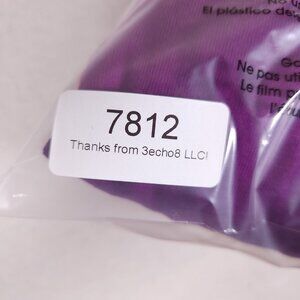 El plástico de
Ne pas uti
Le film p
7812
Thanks from 3echo8 LLC!